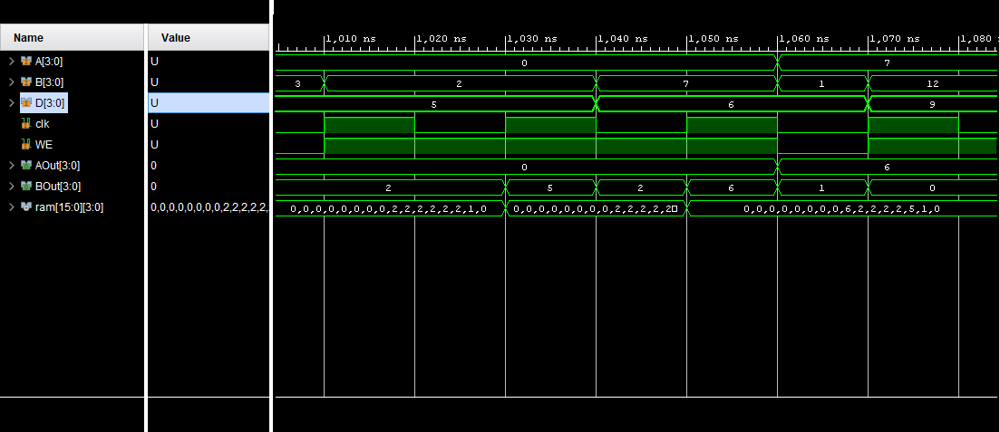 Name Value 1,010 ns 1,020 ns 1,030 ns 1,040 ns 1,050 ns 1,060 ns 1,070 ns 1,080
A[3:0] U 0 7
B[3:0] U 3 2 7 1 12
D[3:0] U 5 6 9
clk U
WE U
AOut[3:0] 0 0 6
BOut[3:0] 0 2 5 2 6 1 0
ram[15:0][3:0] 0,0,0,0,0,0,0,0,2,2,2,2,2, 0,0,0,0,0,0,0,0,2,2,2,2,2,2,1,0 0,0,0,0,0,0,0,0,2,2,2,2,2 0,0,0,0,0,0,0,0,6,2,2,2,2,5,1,0